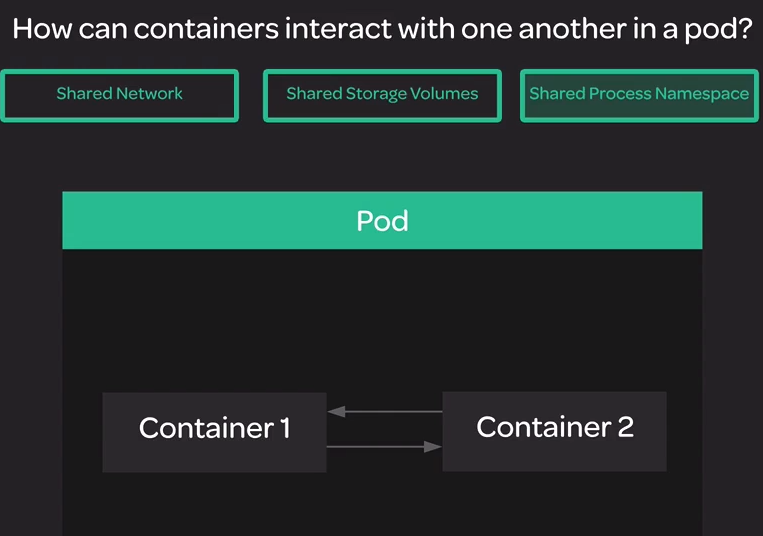 How can containers interact with one another in a pod?
Shared Network
Shared Storage Volumes
Shared Process Namespace
Pod
Container 1
Container 2